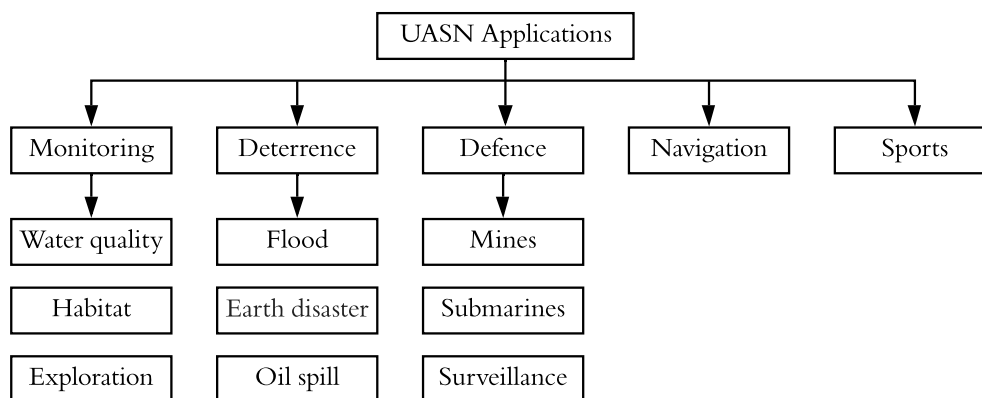 UASN Applications
Monitoring
Deterrence
Defence
Navigation
Sports
Water quality
Flood
Mines
Habitat
Earth disaster
Submarines
Exploration
Oil spill
Surveillance